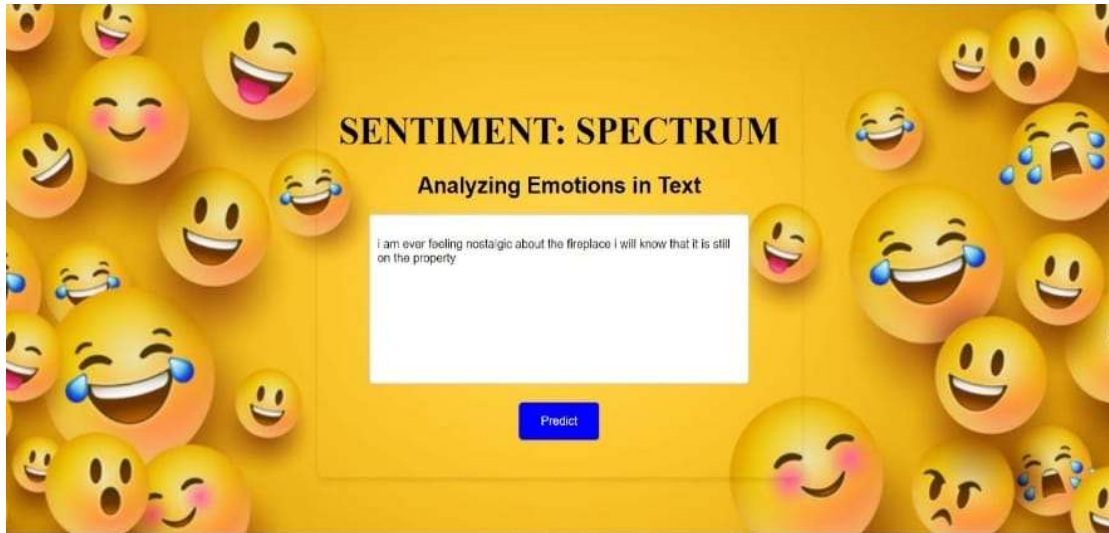 SENTIMENT: SPECTRUM
Analyzing Emotions in Text
i am ever feeling nostalgic about the fireplace i will know that it is still
on the property
Predict